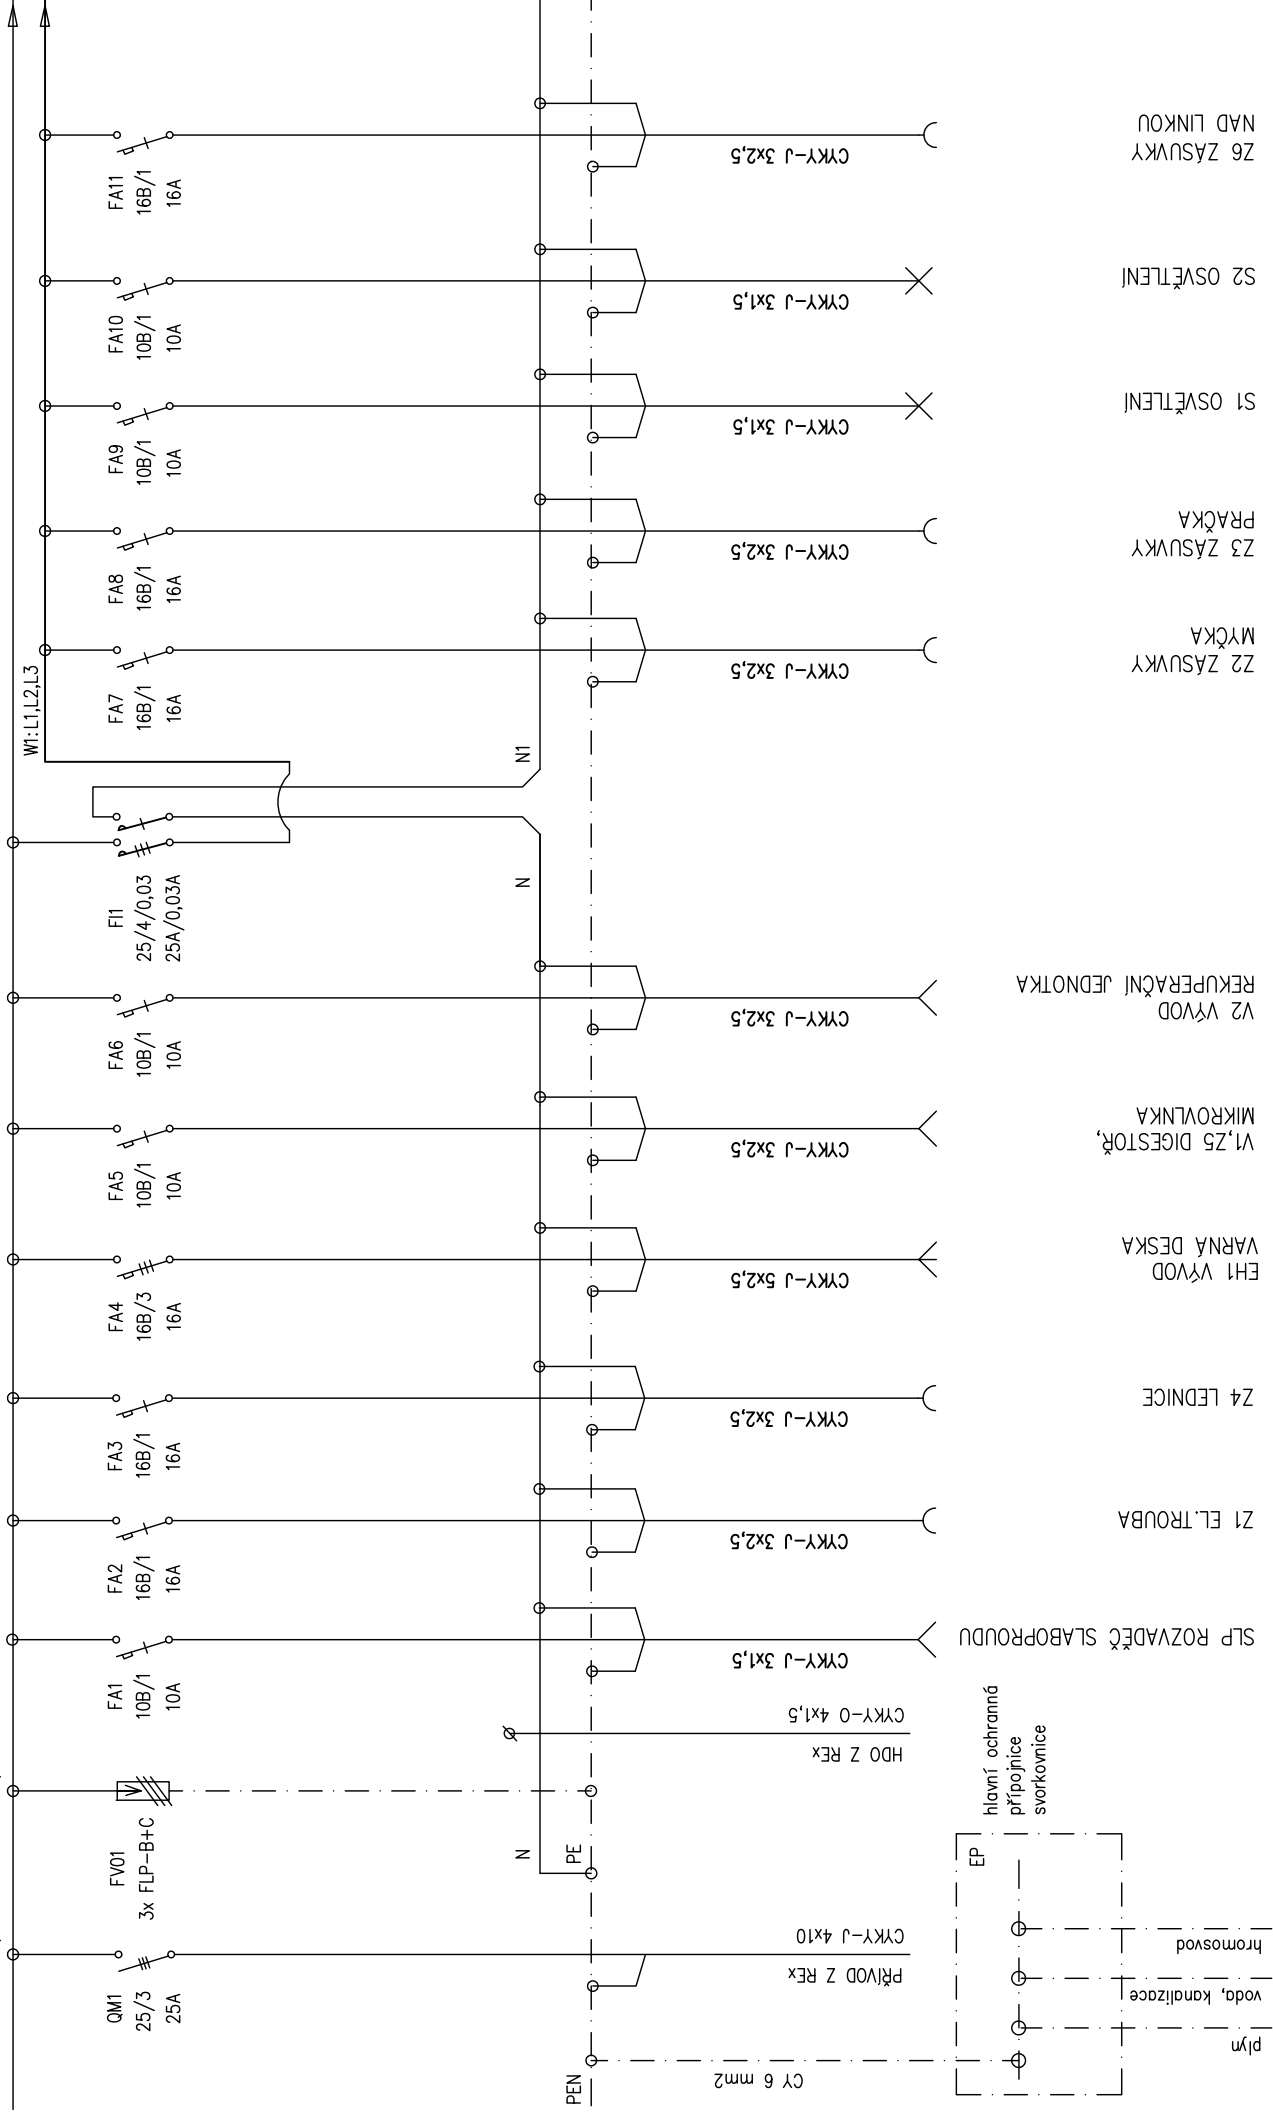 FA11
16B/1
16A
CYKY-J 3x2,5
Z6 ZÁSUVKY
NAD LINKOU
FA10
10B/1
10A
CYKY-J 3x1,5
S2 OSVĚTLENÍ
FA9
10B/1
10A
CYKY-J 3x1,5
S1 OSVĚTLENÍ
FA8
16B/1
16A
CYKY-J 3x2,5
Z3 ZÁSUVKY
PRAČKA
FA7
16B/1
16A
CYKY-J 3x2,5
Z2 ZÁSUVKY
MYČKA
W1:L1,L2,L3
N1
N
FI1
25/4/0,03
25A/0,03A
FA6
10B/1
10A
CYKY-J 3x2,5
V2 VÝVOD
REKUPERAČNÍ JEDNOTKA
FA5
10B/1
10A
CYKY-J 3x2,5
V1,Z5 DIGESTOŘ,
MIKROVLNKA
FA4
16B/3
16A
CYKY-J 5x2,5
EH1 VÝVOD
VARNÁ DESKA
FA3
16B/1
16A
CYKY-J 3x2,5
Z4 LEDNICE
FA2
16B/1
16A
CYKY-J 3x2,5
Z1 EL.TROUBA
FA1
10B/1
10A
CYKY-J 3x1,5
SLP ROZVADĚČ SLABOPROUDU
CYKY-O 4x1,5
HDO Z REx
FV01
3x FLP-B+C
N
PE
QM1
25/3
25A
CYKY-J 4x10
PŘÍVOD Z REx
PEN
CY 6 mm2
hlavní ochranná
přípojnice
svorkovnice
EP
hromosvod
voda, kanalizace
plyn